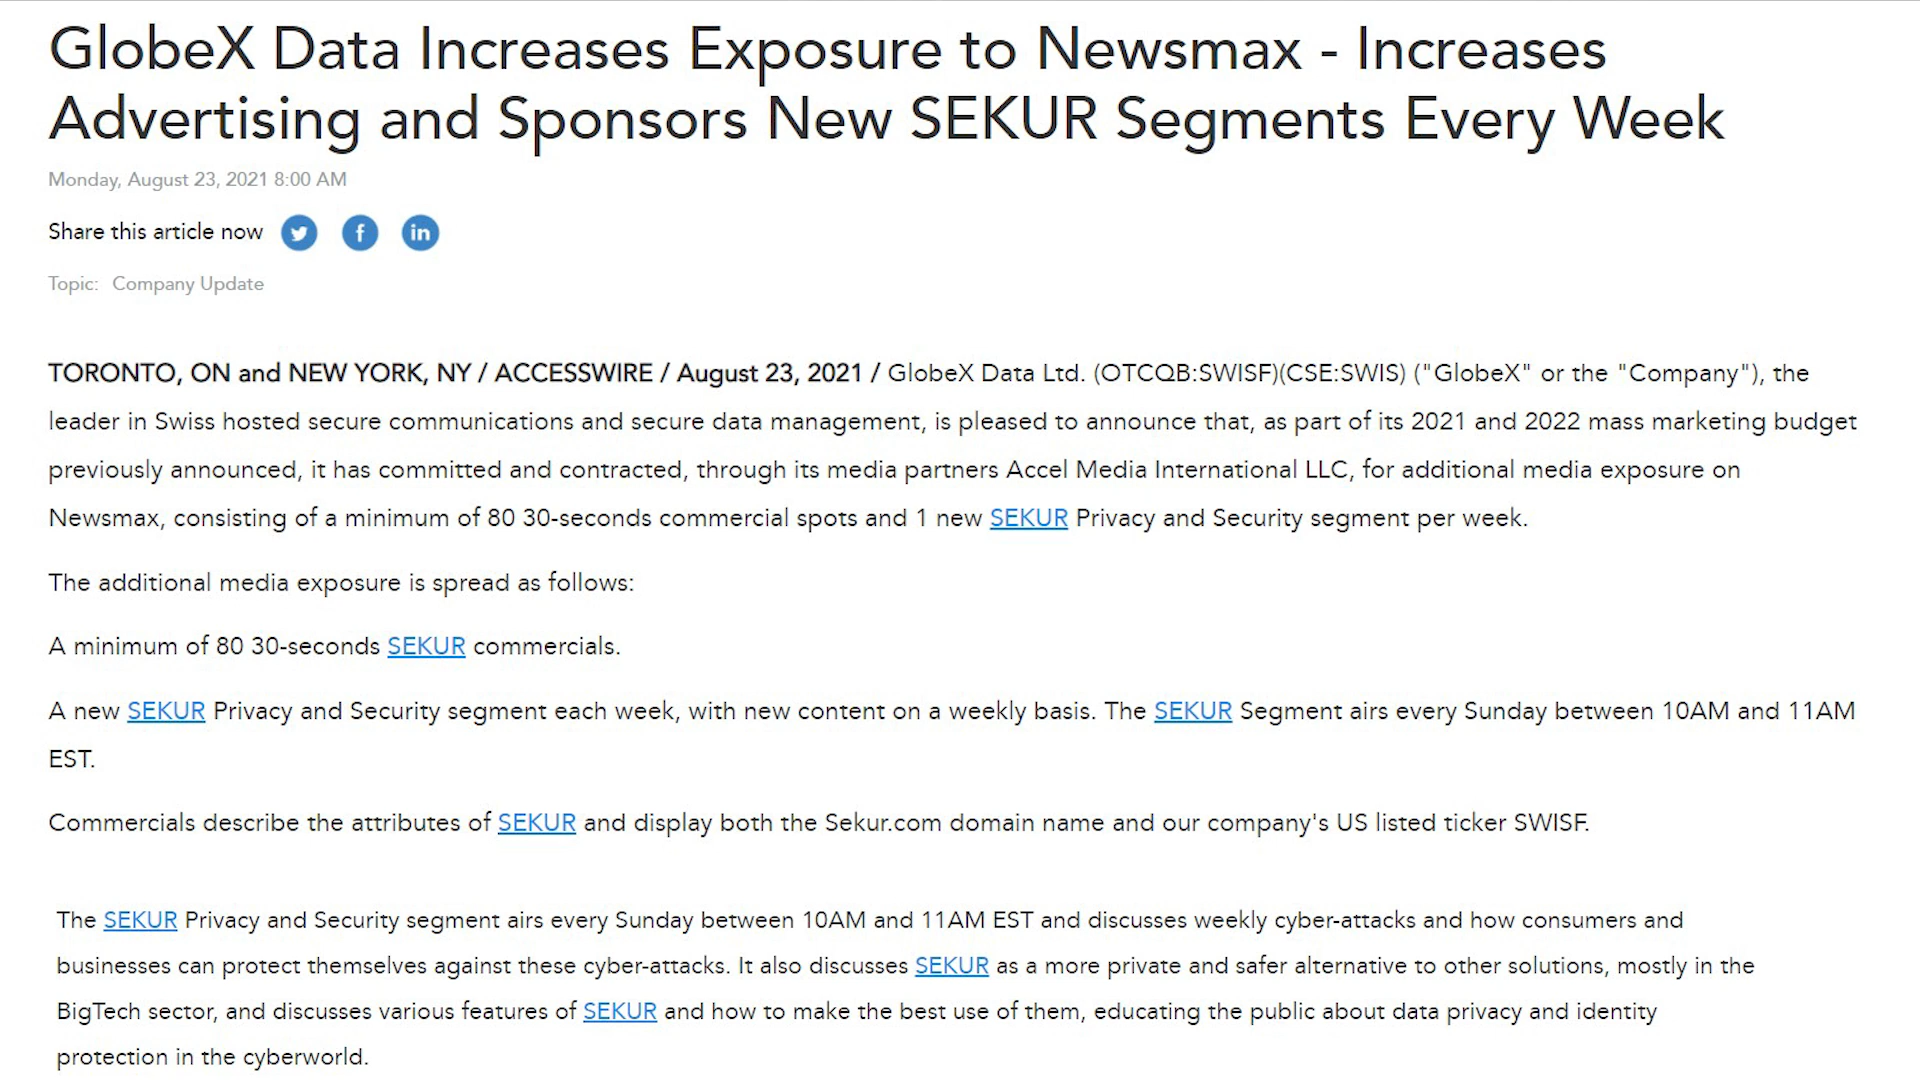 GlobeX Data Increases Exposure to Newsmax - Increases
Advertising and Sponsors New SEKUR Segments Every Week
Monday, August 23, 2021 8:00 AM
Share this article now
Topic: Company Update
TORONTO, ON and NEW YORK, NY / ACCESSWIRE / August 23, 2021 / GlobeX Data Ltd. (OTCQB:SWISF)(CSE:SWIS) ("GlobeX" or the "Company"), the
leader in Swiss hosted secure communications and secure data management, is pleased to announce that, as part of its 2021 and 2022 mass marketing budget
previously announced, it has committed and contracted, through its media partners Accel Media International LLC, for additional media exposure on
Newsmax, consisting of a minimum of 80 30-seconds commercial spots and 1 new SEKUR Privacy and Security segment per week.
The additional media exposure is spread as follows:
A minimum of 80 30-seconds SEKUR commercials.
A new SEKUR Privacy and Security segment each week, with new content on a weekly basis. The SEKUR Segment airs every Sunday between 10AM and 11AM
EST.
Commercials describe the attributes of SEKUR and display both the Sekur.com domain name and our company's US listed ticker SWISF.
The SEKUR Privacy and Security segment airs every Sunday between 10AM and 11AM EST and discusses weekly cyber-attacks and how consumers and
businesses can protect themselves against these cyber-attacks. It also discusses SEKUR as a more private and safer alternative to other solutions, mostly in the
BigTech sector, and discusses various features of SEKUR and how to make the best use of them, educating the public about data privacy and identity
protection in the cyberworld.